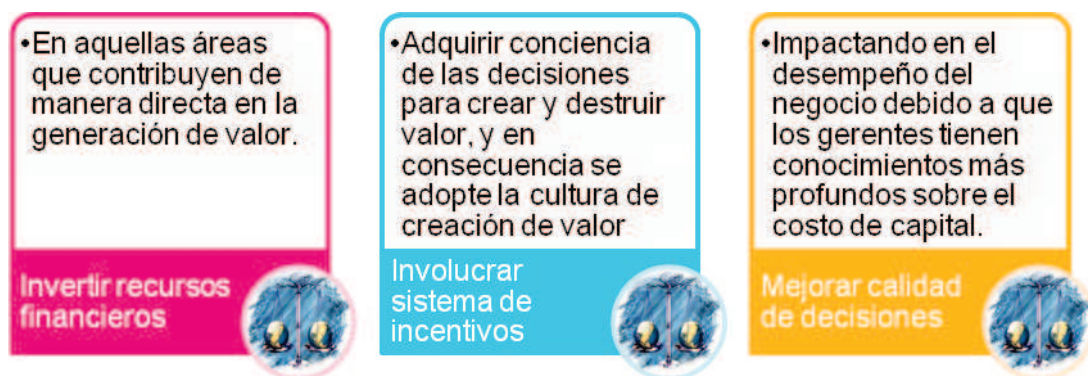 •En aquellas áreas
que contribuyen de
manera directa en la
generación de valor.
Invertir recursos
financieros
•Adquirir conciencia
de las decisiones
para crear y destruir
valor, y en
consecuencia se
adopte la cultura de
creación de valor
Involucrar
sistema de
incentivos
•Impactando en el
desempeño del
negocio debido a que
los gerentes tienen
conocimientos más
profundos sobre el
costo de capital.
Mejorar calidad
de decisiones